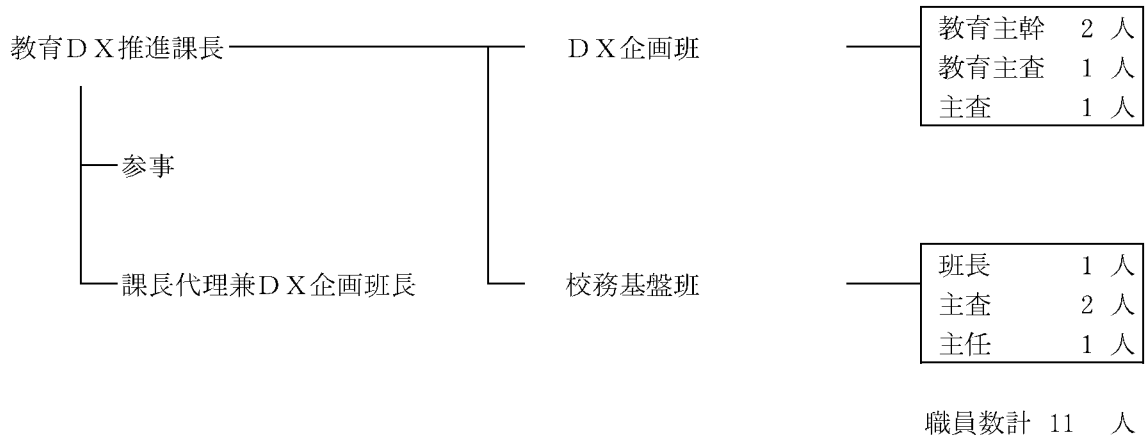 教育ＤＸ推進課長
ＤＸ企画班
教育主幹 2 人
教育主査 1 人
主査 1 人
参事
課長代理兼ＤＸ企画班長
校務基盤班
班長 1 人
主査 2 人
主任 1 人
職員数計 11 人